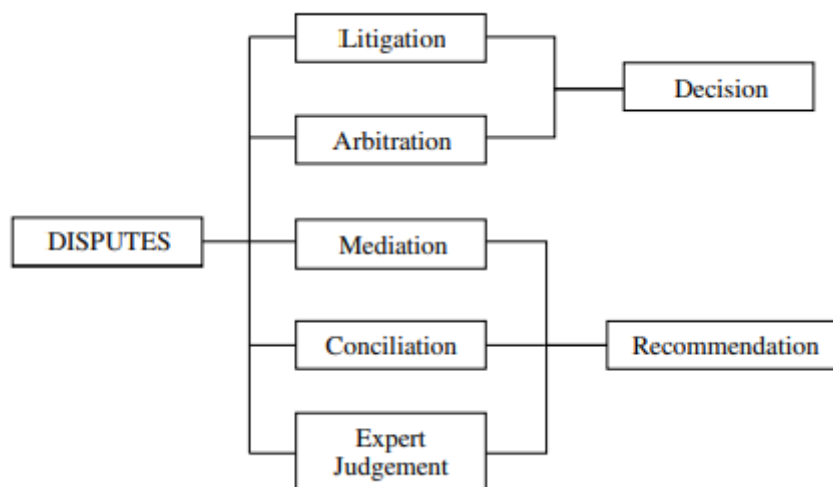 Litigation
Decision
Arbitration
DISPUTES
Mediation
Conciliation
Recommendation
Expert
Judgement